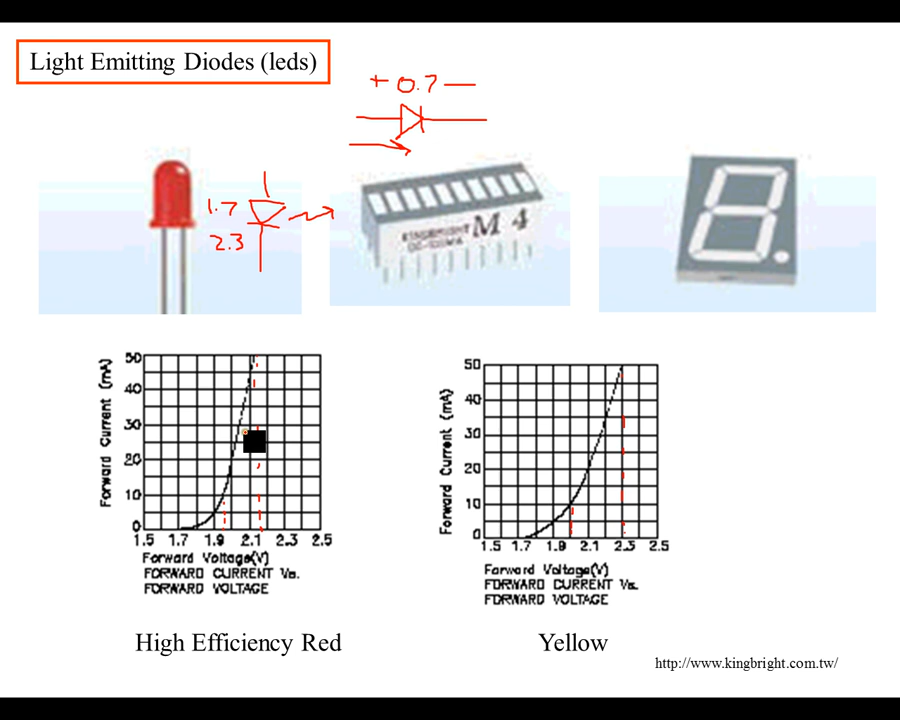 Light Emitting Diodes (leds)
+ 0.7 —
1.7
2.3
KINGBRIGHT M 4
50
40
30
20
10
0
Forward Current (mA)
1.5 1.7 1.9 2.1 2.3 2.5
Forward Voltage(V)
FORWARD CURRENT Vs.
FORWARD VOLTAGE
High Efficiency Red
50
40
30
20
10
0
Forward Current (mA)
1.5 1.7 1.9 2.1 2.3 2.5
Forward Voltage(V)
FORWARD CURRENT Vs.
FORWARD VOLTAGE
Yellow
http://www.kingbright.com.tw/